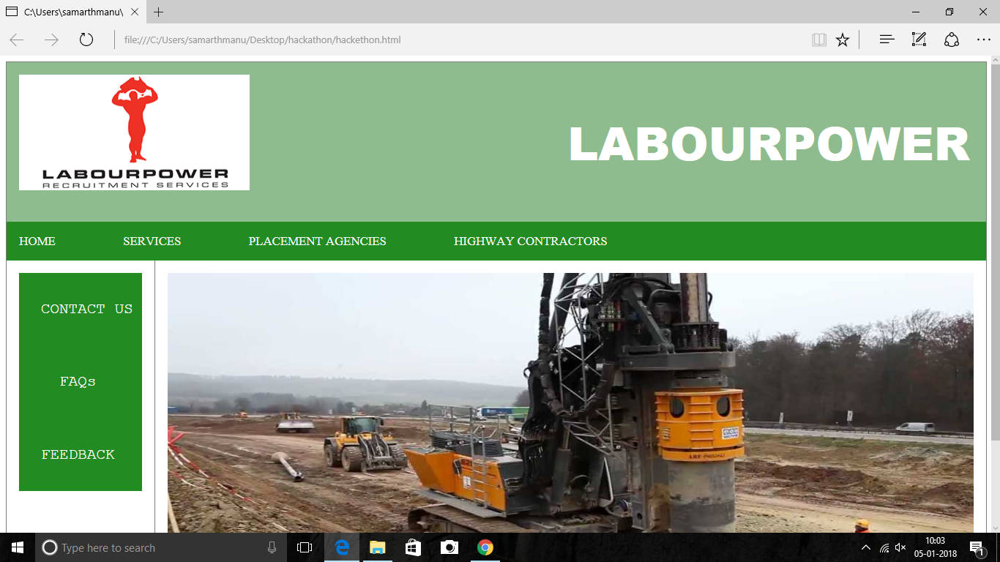 C:\Users\samarthmanu\
file:///C:/Users/samarthmanu/Desktop/hackathon/hackethon.html
LABOURPOWER
RECRUITMENT SERVICES
LABOURPOWER
HOME SERVICES PLACEMENT AGENCIES HIGHWAY CONTRACTORS
CONTACT US
FAQs
FEEDBACK
Type here to search
10:03
05-01-2018
1